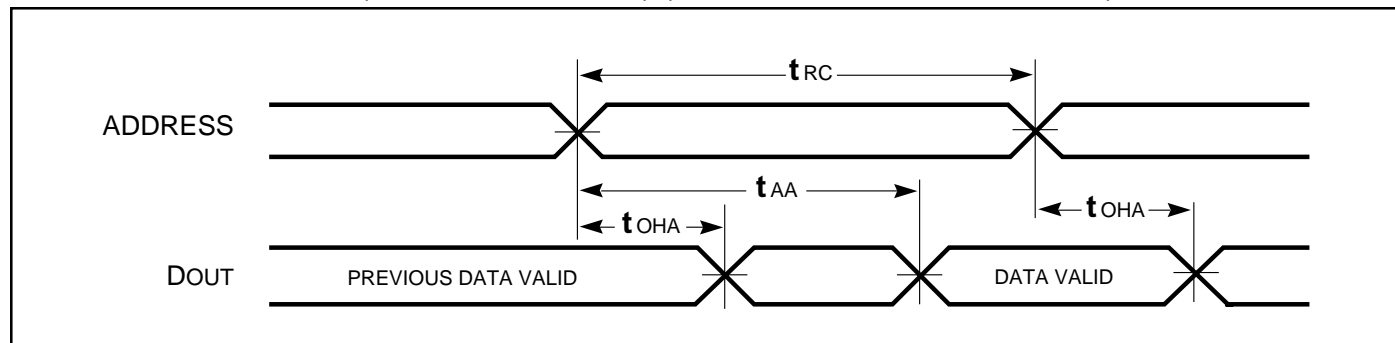 tRC
ADDRESS
tAA
tOHA
tOHA
DOUT
PREVIOUS DATA VALID
DATA VALID